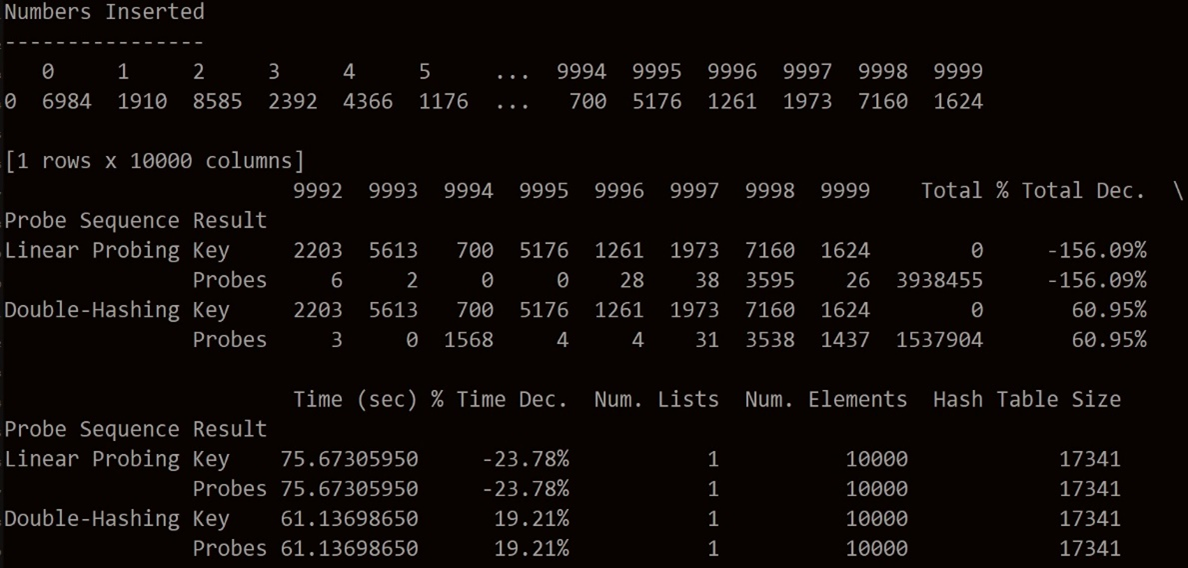 Numbers Inserted
----------------
0 1 2 3 4 5 ... 9994 9995 9996 9997 9998 9999
0 6984 1910 8585 2392 4366 1176 ... 700 5176 1261 1973 7160 1624
[1 rows x 10000 columns]
9992 9993 9994 9995 9996 9997 9998 9999 Total % Total Dec. \
Probe Sequence Result
Linear Probing Key 2203 5613 700 5176 1261 1973 7160 1624 0 -156.09%
Probes 6 2 0 0 28 38 3595 26 3938455 -156.09%
Double-Hashing Key 2203 5613 700 5176 1261 1973 7160 1624 0 60.95%
Probes 3 0 1568 4 4 31 3538 1437 1537904 60.95%
Time (sec) % Time Dec. Num. Lists Num. Elements Hash Table Size
Probe Sequence Result
Linear Probing Key 75.67305950 -23.78% 1 10000 17341
Probes 75.67305950 -23.78% 1 10000 17341
Double-Hashing Key 61.13698650 19.21% 1 10000 17341
Probes 61.13698650 19.21% 1 10000 17341